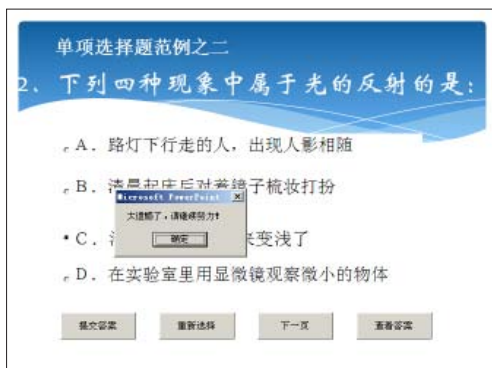 单项选择题范例之二
2. 下列四种现象中属于光的反射的是:
A. 路灯下行走的人，出现人影相随
B. 清晨起床后对着镜子梳妆打扮
Microsoft PowerPoint
太遗憾了，请继续努力!
确定
C. 来变浅了
D. 在实验室里用显微镜观察微小的物体
提交答案 重新选择 下一页 查看答案